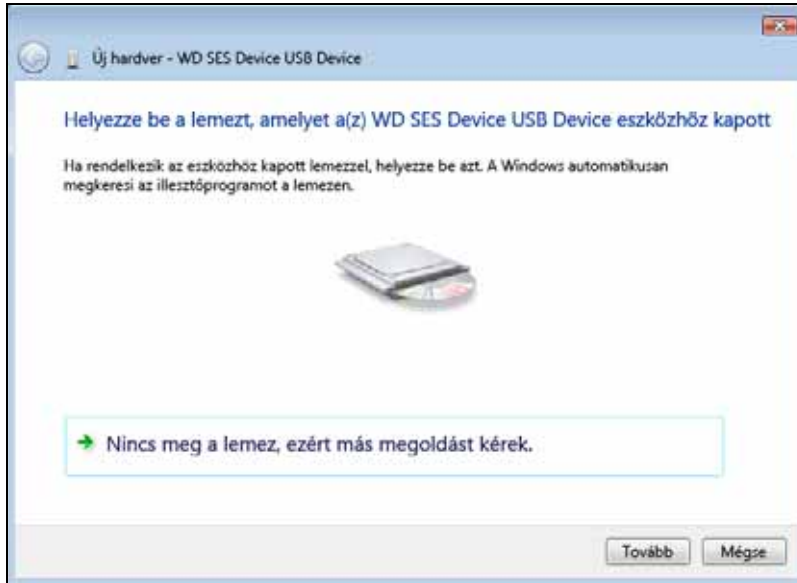 Új hardver - WD SES Device USB Device
Helyezze be a lemezt, amelyet a(z) WD SES Device USB Device eszközhöz kapott
Ha rendelkezik az eszközhöz kapott lemezzel, helyezze be azt. A Windows automatikusan
megkeresi az illesztőprogramot a lemezen.
Nincs meg a lemez, ezért más megoldást kérek.
Tovább
Mégse